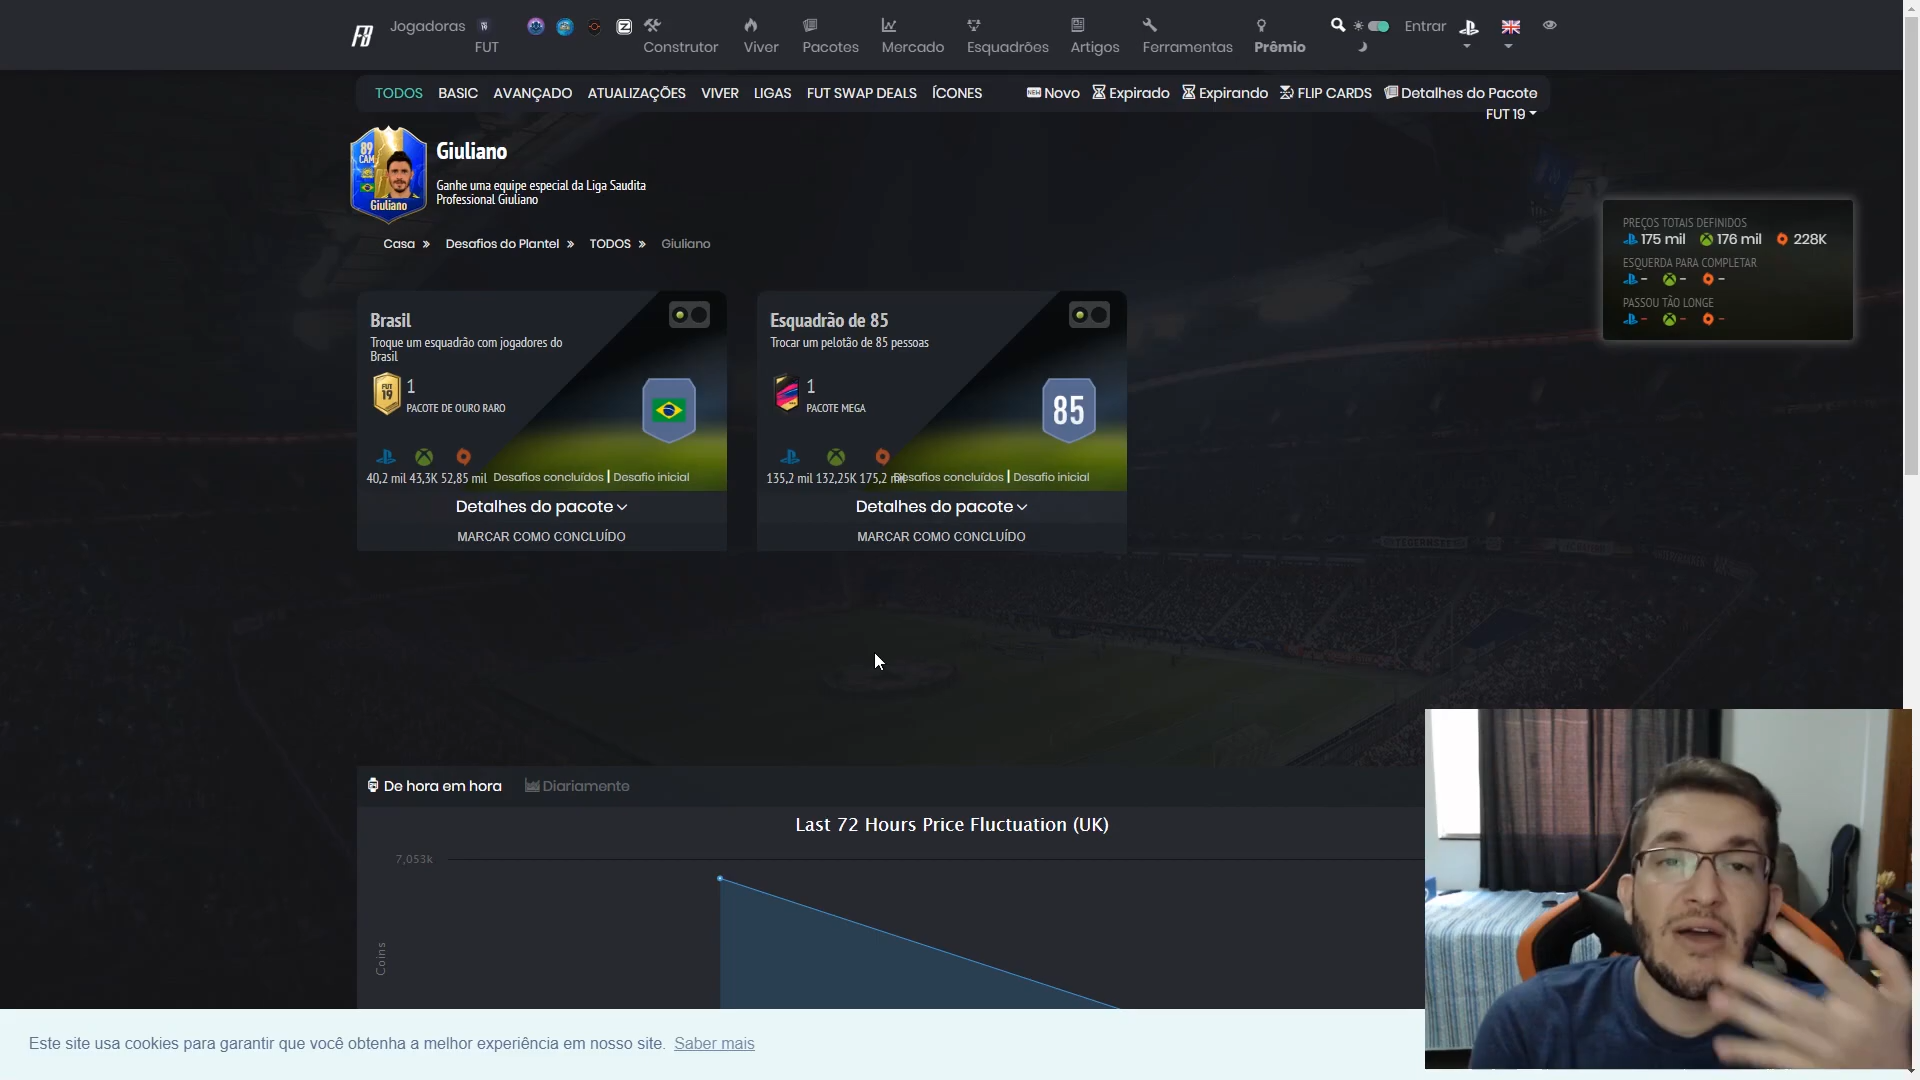 Jogadoras
FUT
Construtor
Viver
Pacotes
Mercado
Esquadrões
Artigos
Ferramentas
Prêmio
Entrar
TODOS BASIC AVANÇADO ATUALIZAÇÕES VIVER LIGAS FUT SWAP DEALS ÍCONES Novo Expirado Expirando FLIP CARDS Detalhes do Pacote
FUT 19
89
CAM
Giuliano
Giuliano
Ganhe uma equipe especial da Liga Saudita
Professional Giuliano
Casa » Desafios do Plantel » TODOS » Giuliano
PREÇOS TOTAIS DEFINIDOS
175 mil 176 mil 228K
ESQUERDA PARA COMPLETAR
- - -
PASSOU TÃO LONGE
- - -
Brasil
Troque um esquadrão com jogadores do
Brasil
FUT
19
1
PACOTE DE OURO RARO
40,2 mil 43,3K 52,85 mil Desafios concluídos | Desafio inicial
Detalhes do pacote
MARCAR COMO CONCLUÍDO
Esquadrão de 85
Trocar um pelotão de 85 pessoas
1
PACOTE MEGA
85
135,2 mil 132,25K 175,2 mil Desafios concluídos | Desafio inicial
Detalhes do pacote
MARCAR COMO CONCLUÍDO
De hora em hora Diariamente
Last 72 Hours Price Fluctuation (UK)
7,053k
Coins
Este site usa cookies para garantir que você obtenha a melhor experiência em nosso site. Saber mais